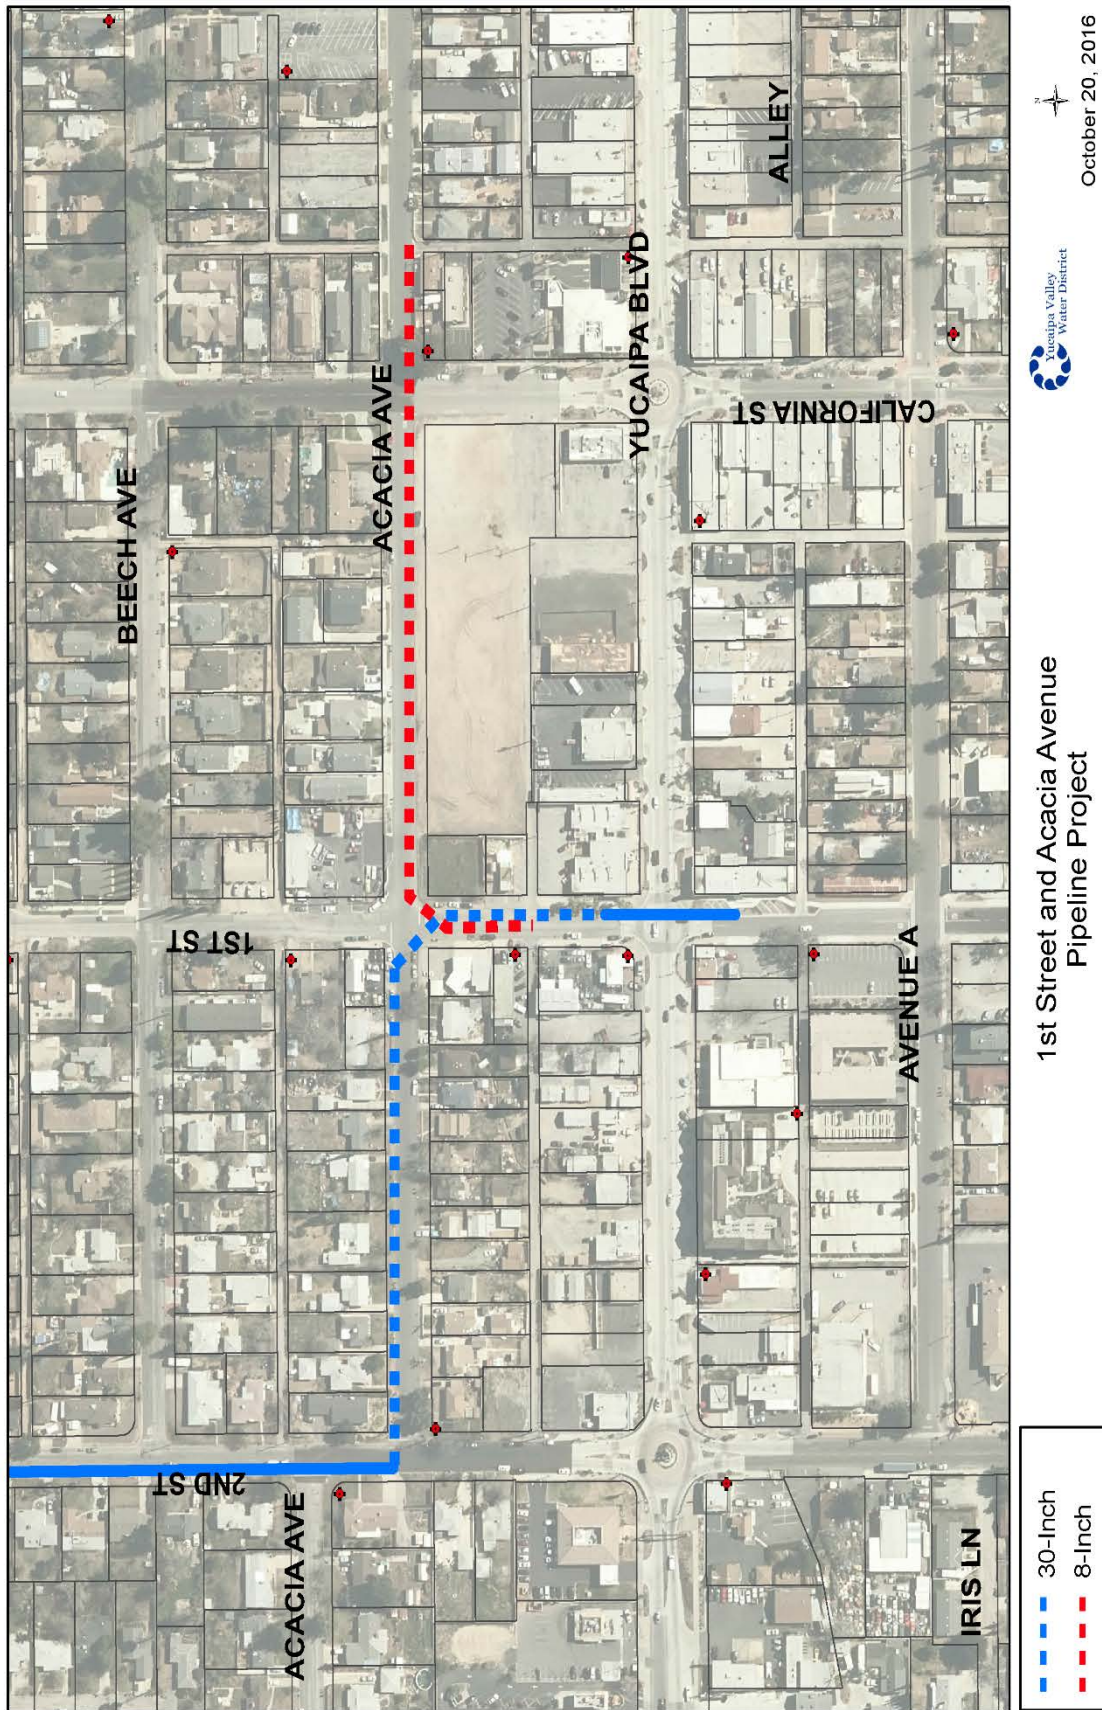 BEECH AVE
ACACIA AVE
YUCAIPA BLVD
ALLEY
1ST ST
CALIFORNIA ST
2ND ST
ACACIA AVE
AVENUE A
IRIS LN
30-Inch
8-Inch
1st Street and Acacia Avenue
Pipeline Project
Yucaipa Valley
Water District
N
October 20, 2016